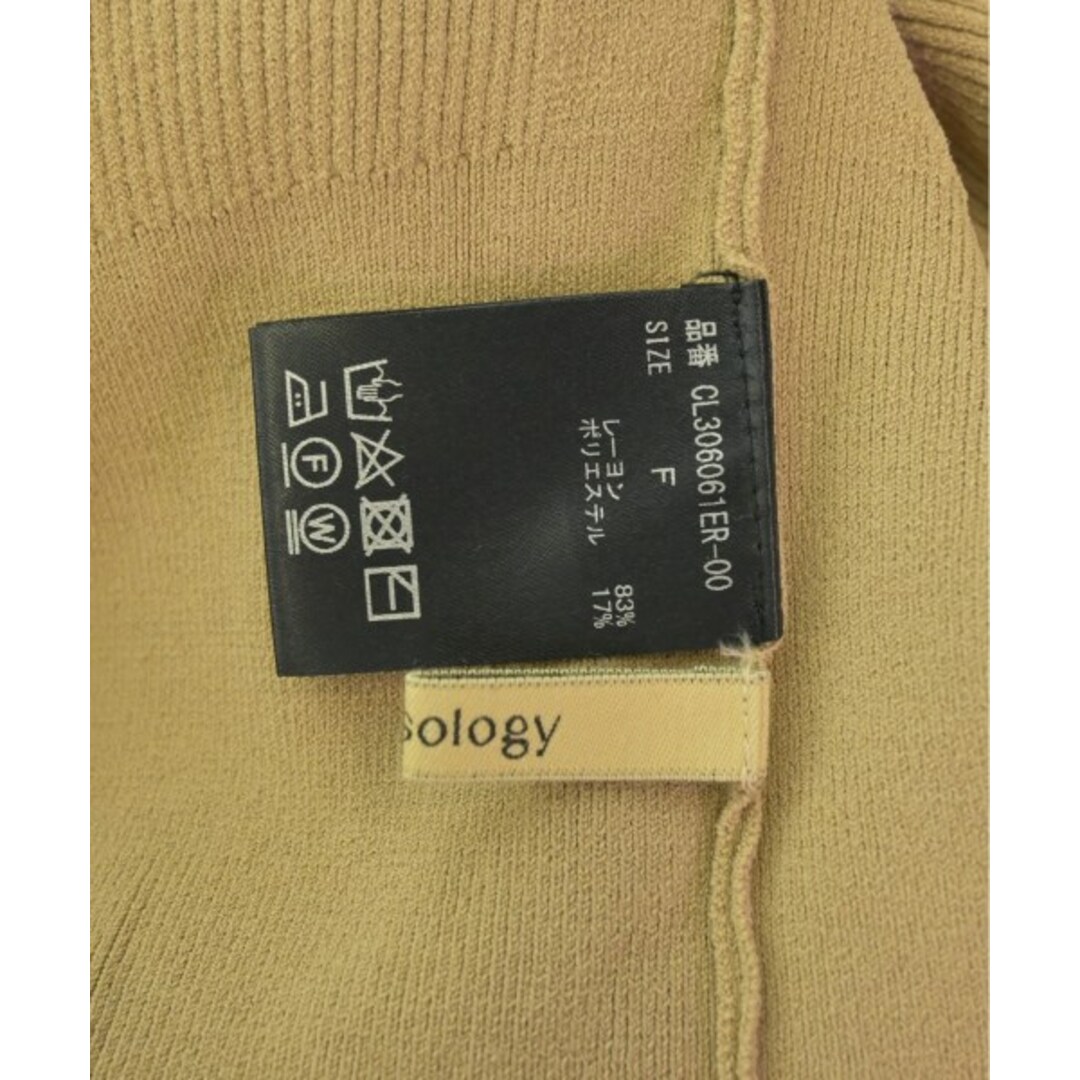 品番 CL306061ER-00
SIZE F
レーヨン 83%
ポリエステル 17%
F
W
sology